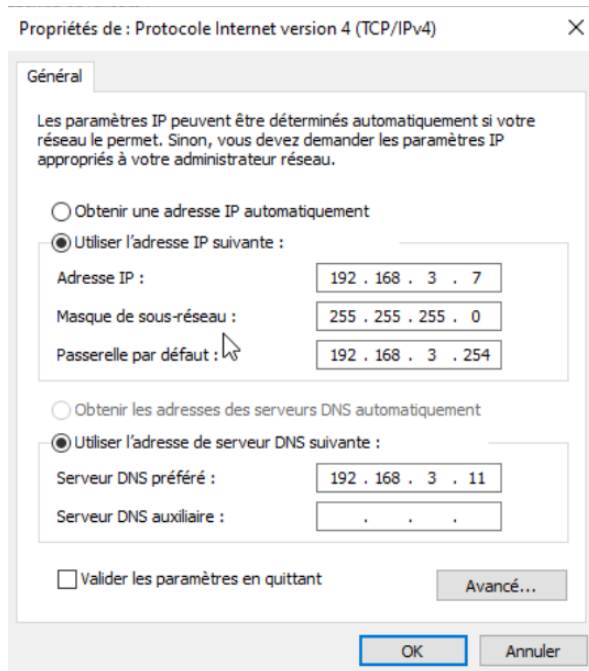 Propriétés de : Protocole Internet version 4 (TCP/IPv4)
Général
Les paramètres IP peuvent être déterminés automatiquement si votre
réseau le permet. Sinon, vous devez demander les paramètres IP
appropriés à votre administrateur réseau.
Obtenir une adresse IP automatiquement
Utiliser l'adresse IP suivante :
Adresse IP : 192 . 168 . 3 . 7
Masque de sous-réseau : 255 . 255 . 255 . 0
Passerelle par défaut : 192 . 168 . 3 . 254
Obtenir les adresses des serveurs DNS automatiquement
Utiliser l'adresse de serveur DNS suivante :
Serveur DNS préféré : 192 . 168 . 3 . 11
Serveur DNS auxiliaire : . . .
Valider les paramètres en quittant
Avancé...
OK Annuler